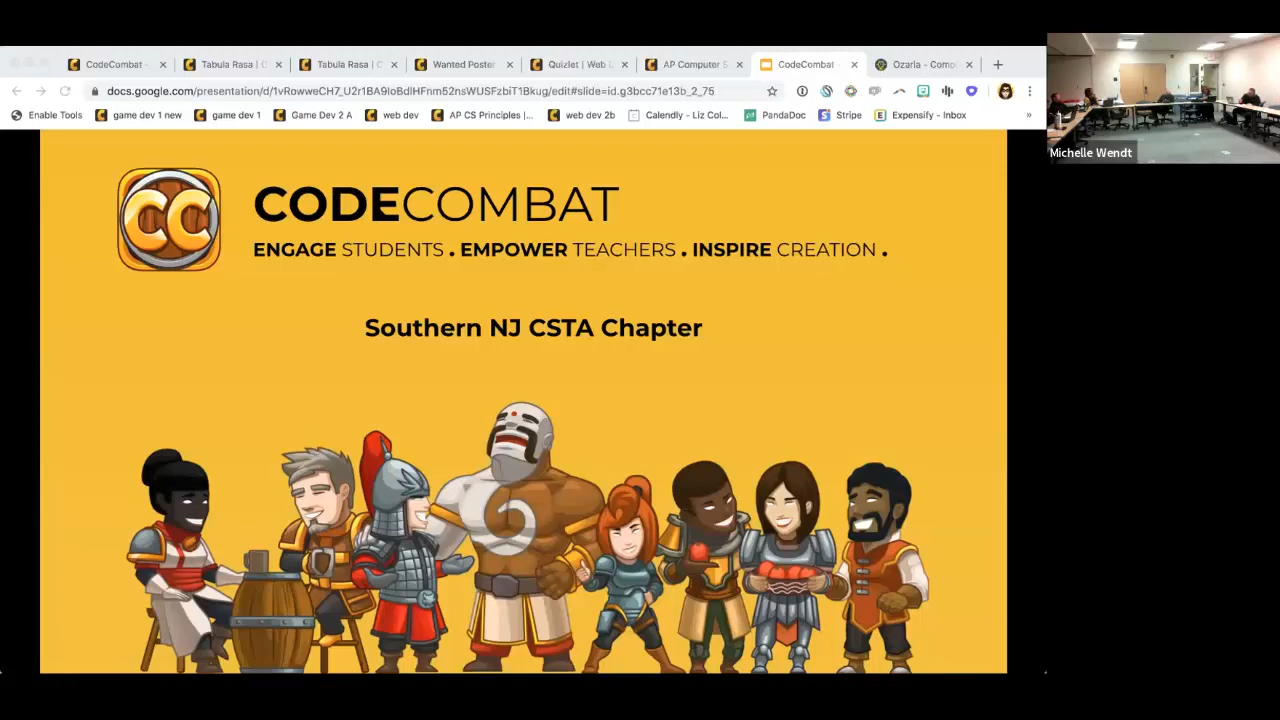 CodeCombat -
Tabula Rasa | C
Tabula Rasa | C
Wanted Poster
Quizlet | Web
AP Computer S
CodeCombat
Ozaria - Comp
docs.google.com/presentation/d/1vRowweCH7_U2r1BA9IoBdlHFnm52nsWUSFzbiT1Bkug/edit#slide=id.g3bcc71e13b_2_75
Enable Tools
game dev 1 new
game dev 1
Game Dev 2 A
web dev
AP CS Principles |...
web dev 2b
Calendly - Liz Col...
PandaDoc
Stripe
Expensify - Inbox
»
Michelle Wendt
CC
CODECOMBAT
ENGAGE STUDENTS . EMPOWER TEACHERS . INSPIRE CREATION .
Southern NJ CSTA Chapter